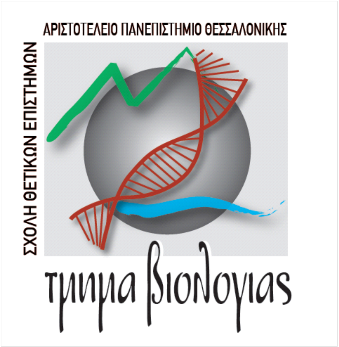 ΑΡΙΣΤΟΤΕΛΕΙΟ ΠΑΝΕΠΙΣΤΗΜΙΟ ΘΕΣΣΑΛΟΝΙΚΗΣ
ΣΧΟΛΗ ΘΕΤΙΚΩΝ ΕΠΙΣΤΗΜΩΝ
τμημα βιολογιας